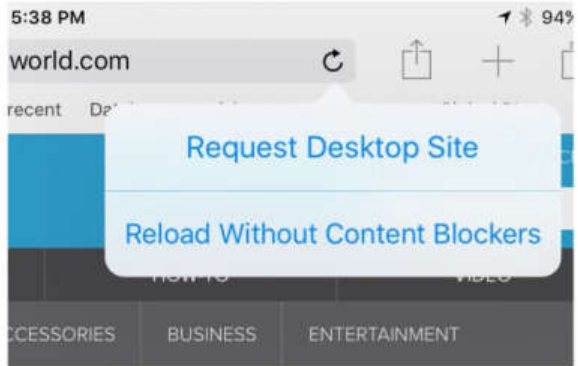 5:38 PM 94%
world.com
recent
Request Desktop Site
Reload Without Content Blockers
HOW-TO VIDEO
CCESSORIES BUSINESS ENTERTAINMENT